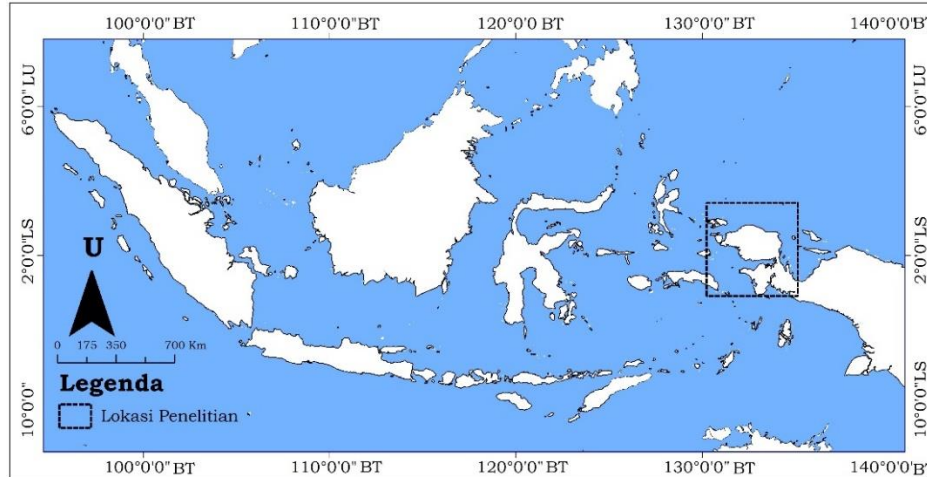 100°0'0"BT 110°0'0"BT 120°0'0"BT 130°0'0"BT 140°0'0"BT
6°0'0" LU 6°0'0"LU
2°0'0"LS 2°0'0"LS
10°0'0" 10°0'0"LS
U
0 175 350 700 Km
Legenda
Lokasi Penelitian
100°0'0"BT 110°0'0"BT 120°0'0"BT 130°0'0"BT 140°0'0"BT